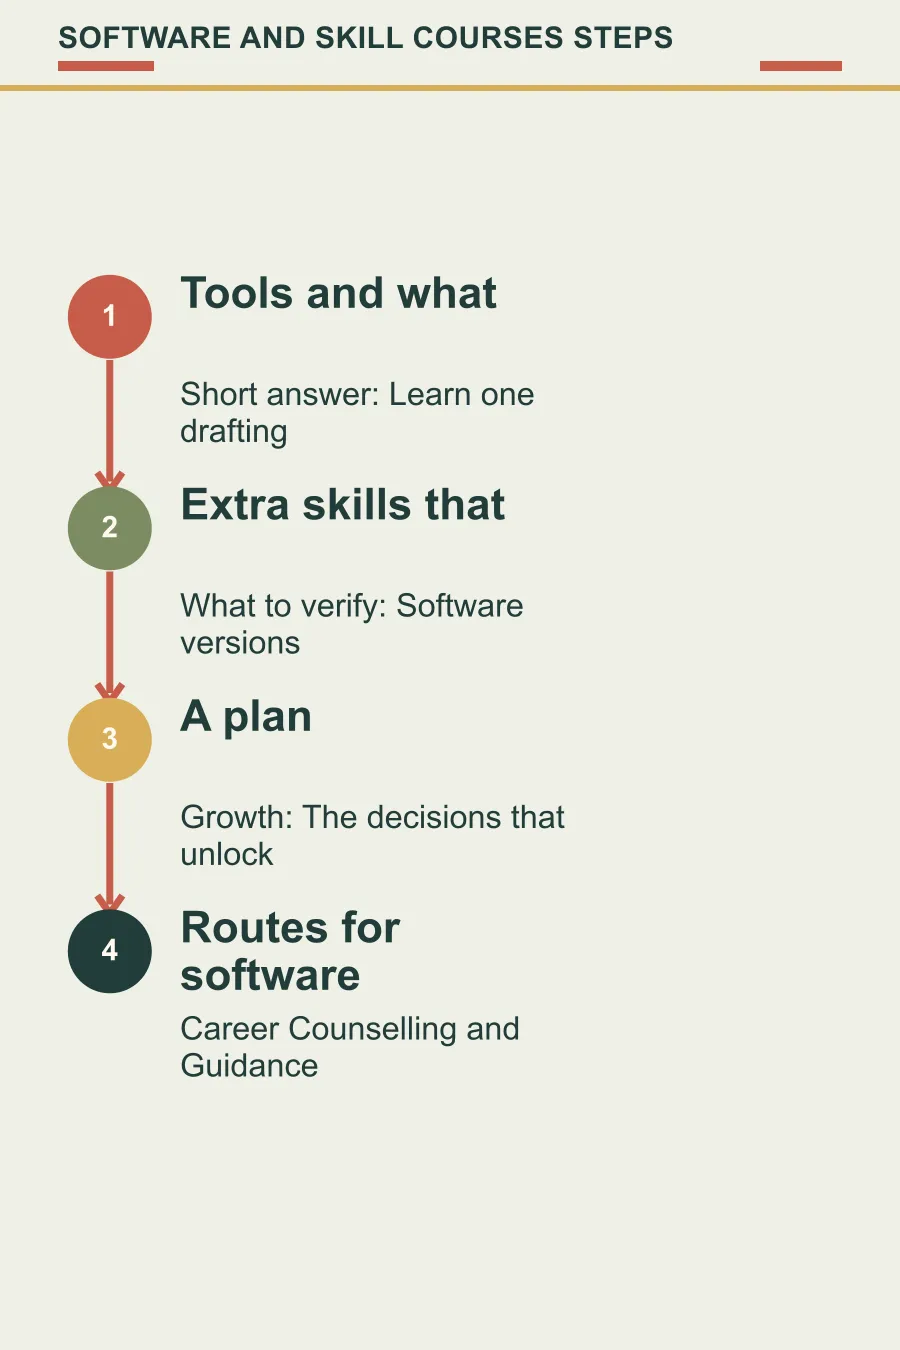 SOFTWARE AND SKILL COURSES STEPS
1
Tools and what
Short answer: Learn one
drafting
2
Extra skills that
What to verify: Software
versions
3
A plan
Growth: The decisions that
unlock
4
Routes for
software
Career Counselling and
Guidance